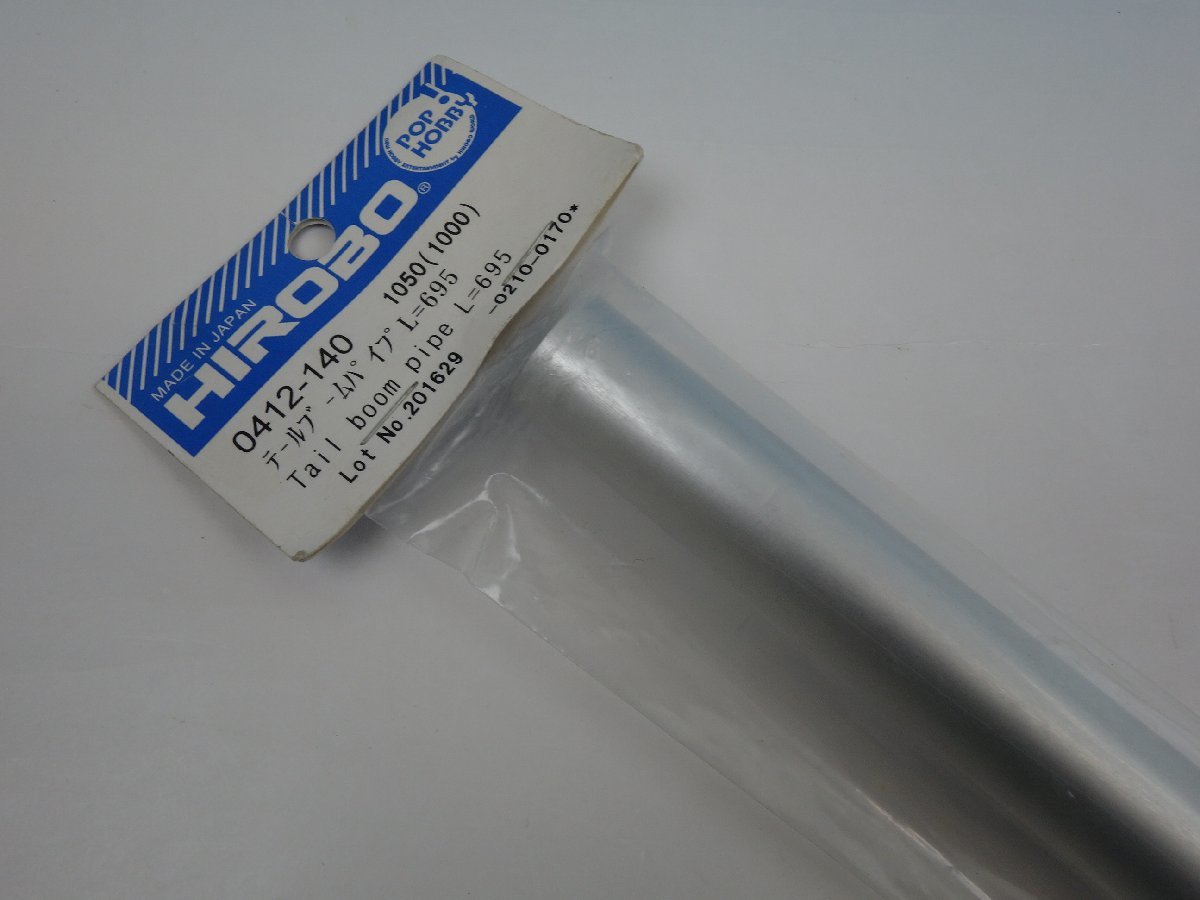 POP
HOBBY
MADE IN JAPAN
HIROBO®
0412-140 1050(1000)
テールブームパイプ L=695
Tail boom pipe L=695
Lot No.201629 -0210-0170*